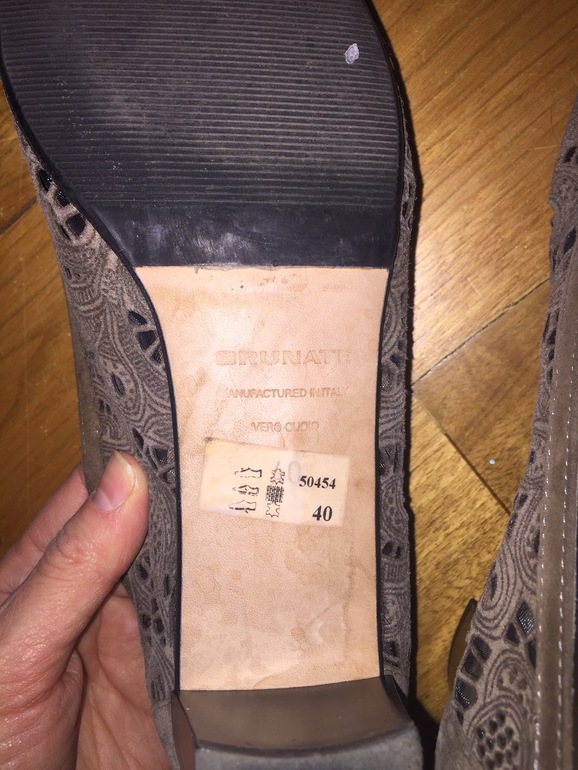 BRUNATE
MANUFACTURED IN ITALY
VERO CUOIO
50454
40